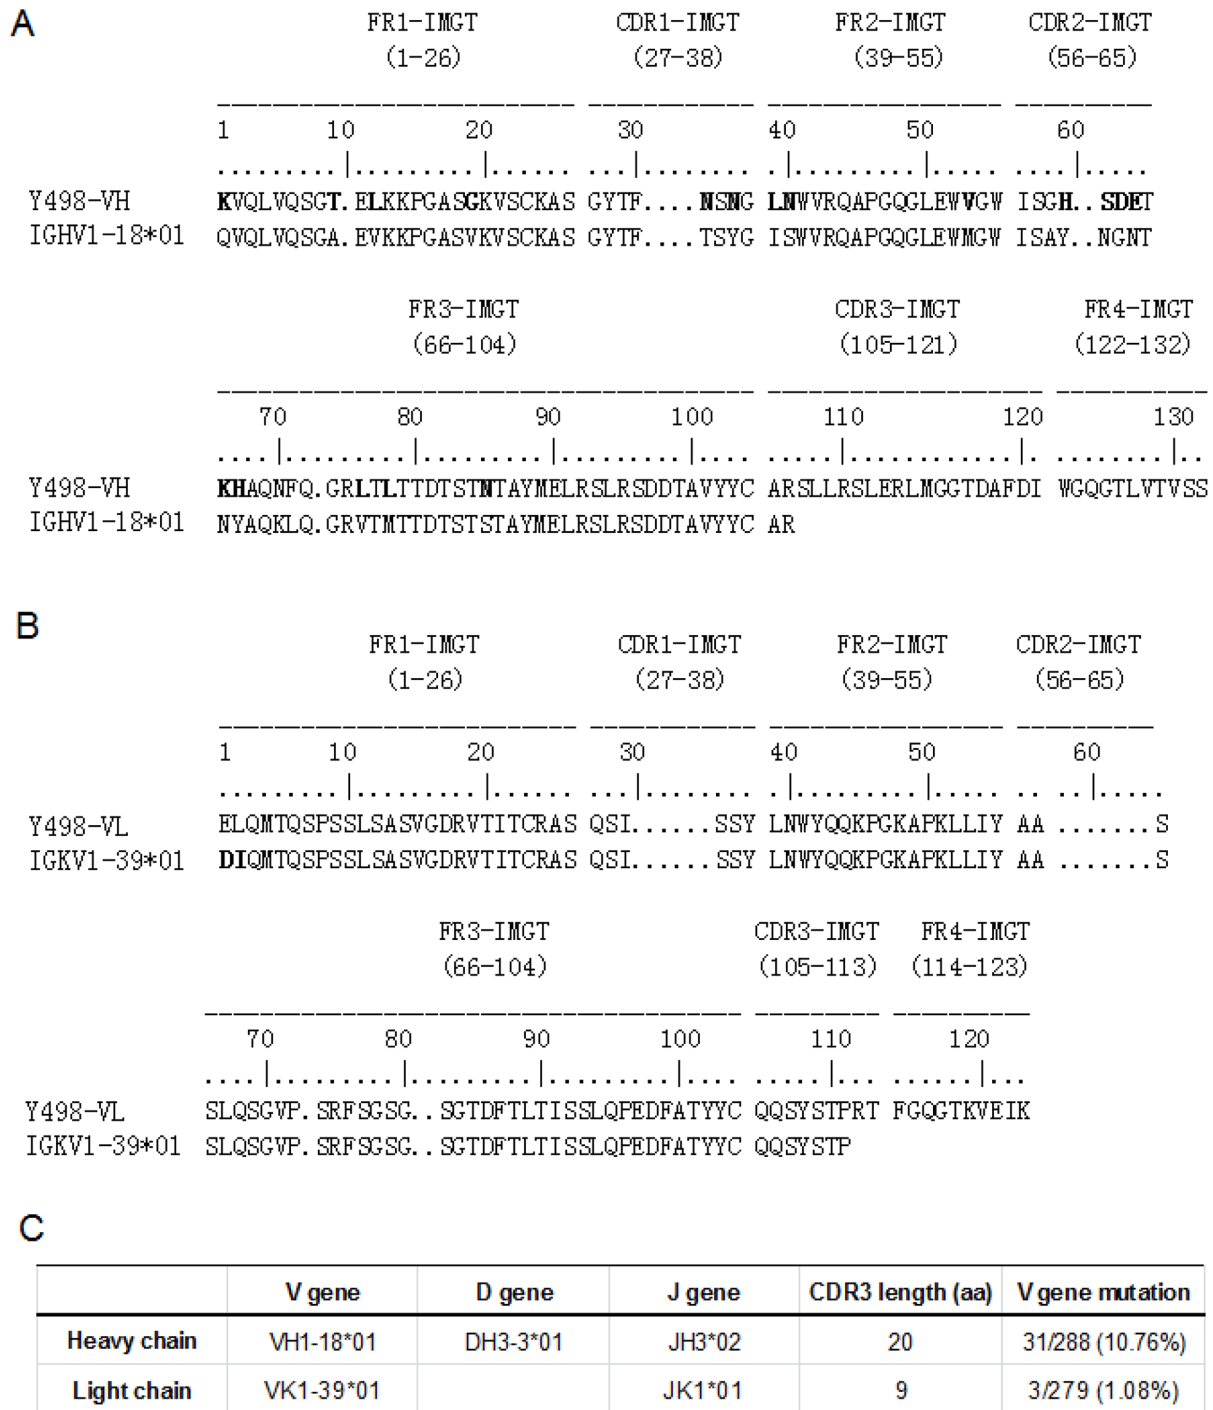 A
FR1-IMGT CDR1-IMGT FR2-IMGT CDR2-IMGT
(1-26) (27-38) (39-55) (56-65)
1 10 20 30 40 50 60
Y498-VH KVQLVQSGT.ELKKPGASGKVSCKAS GYTF....NSNG LNWVRQAPGQGLEWVGW ISGH..SDET
IGHV1-18*01 QVQLVQSGA.EVKKPGASVKVSCKAS GYTF....TSYG ISWVRQAPGQGLEWMGW ISAY..NGNT
FR3-IMGT CDR3-IMGT FR4-IMGT
(66-104) (105-121) (122-132)
70 80 90 100 110 120 130
Y498-VH KHAQNFQ.GRLTLTTDTSTNTAYMELRSLRSDDTAVYYC ARSLLRSLERLMGGTDAFDI WGQGTLVTVSS
IGHV1-18*01 NYAQKLQ.GRVTMTTDTSTSTAYMELRSLRSDDTAVYYC AR
B
FR1-IMGT CDR1-IMGT FR2-IMGT CDR2-IMGT
(1-26) (27-38) (39-55) (56-65)
1 10 20 30 40 50 60
Y498-VL ELQMTQSPSSLSASVGDRVTITCRAS QSI......SSY LNWYQQKPGKAPKLLIY AA .......S
IGKV1-39*01 DIQMTQSPSSLSASVGDRVTITCRAS QSI......SSY LNWYQQKPGKAPKLLIY AA .......S
FR3-IMGT CDR3-IMGT FR4-IMGT
(66-104) (105-113) (114-123)
70 80 90 100 110 120
Y498-VL SLQSGVP.SRFSGSG..SGTDFTLTISSLQPEDFATYYC QQSYSTPRT FGQGTKVEIK
IGKV1-39*01 SLQSGVP.SRFSGSG..SGTDFTLTISSLQPEDFATYYC QQSYSTP
C
V gene D gene J gene CDR3 length (aa) V gene mutation
Heavy chain VH1-18*01 DH3-3*01 JH3*02 20 31/288 (10.76%)
Light chain VK1-39*01 JK1*01 9 3/279 (1.08%)